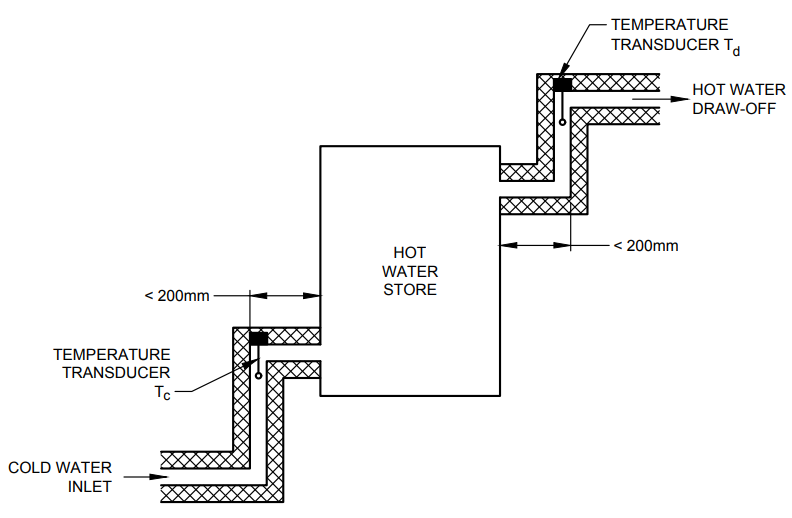 TEMPERATURE
TRANSDUCER Td
HOT WATER
DRAW-OFF
< 200mm
HOT
WATER
STORE
< 200mm
TEMPERATURE
TRANSDUCER
Tc
COLD WATER
INLET